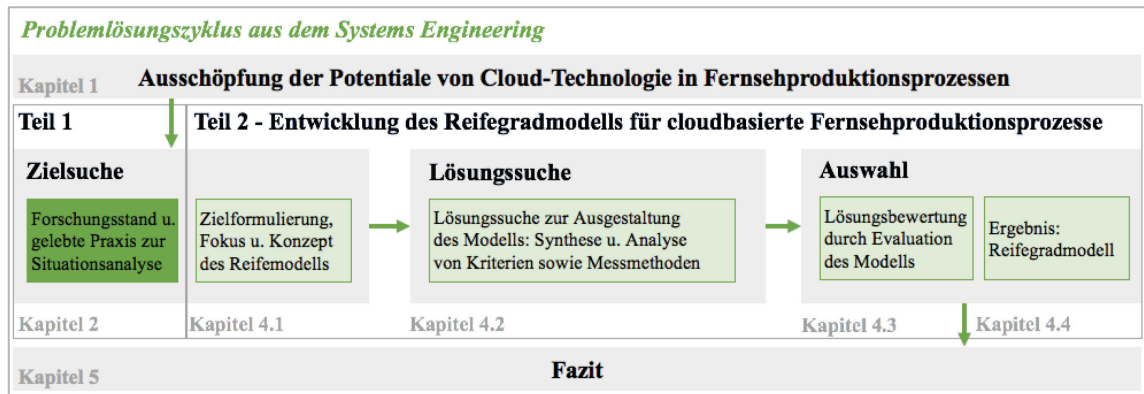 Problemlösungszyklus aus dem Systems Engineering
Ausschöpfung der Potentiale von Cloud-Technologie in Fernsehproduktionsprozessen
Kapitel 1
Teil 1
Teil 2 - Entwicklung des Reifegradmodells für cloudbasierte Fernsehproduktionsprozesse
Zielsuche
Forschungsstand u.
gelebte Praxis zur
Situationsanalyse
Zielformulierung,
Fokus u. Konzept
des Reifemodells
Lösungssuche
Lösungssuche zur Ausgestaltung
des Modells: Synthese u. Analyse
von Kriterien sowie Messmethoden
Auswahl
Lösungsbewertung
durch Evaluation
des Modells
Ergebnis:
Reifegradmodell
Kapitel 2
Kapitel 4.1
Kapitel 4.2
Kapitel 4.3
Kapitel 4.4
Fazit
Kapitel 5